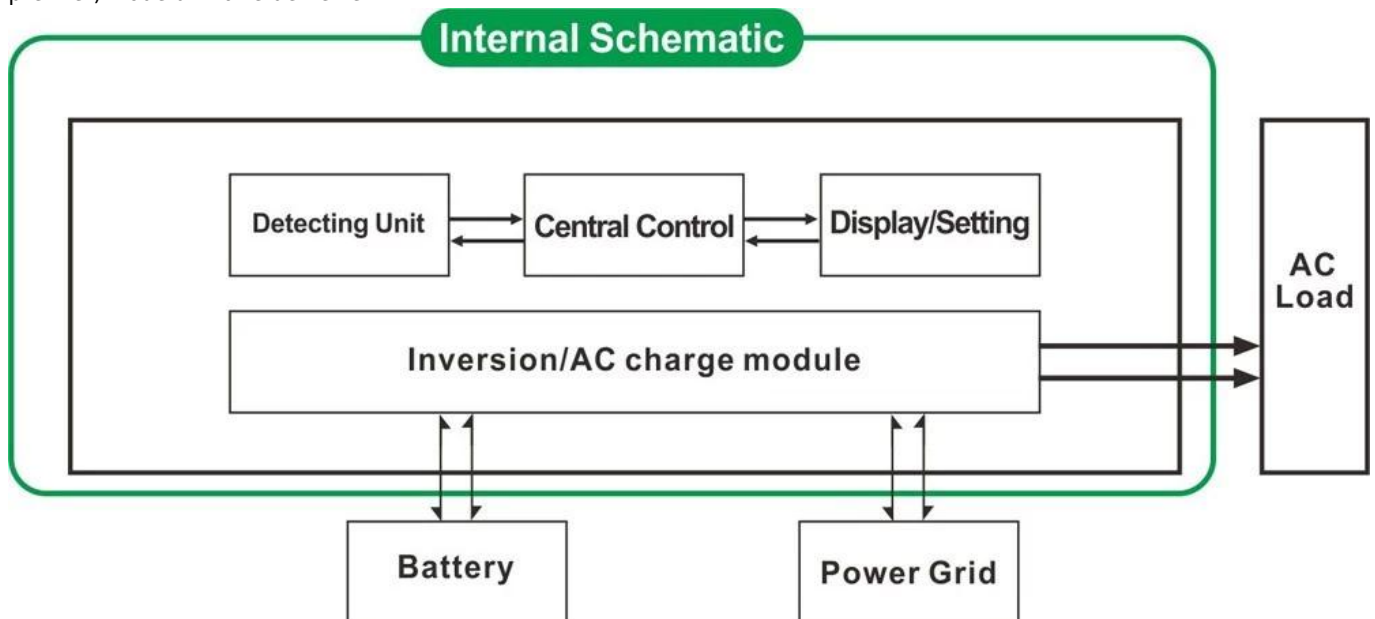 Internal Schematic
Detecting Unit
Central Control
Display/Setting
AC
Load
Inversion/AC charge module
Battery
Power Grid